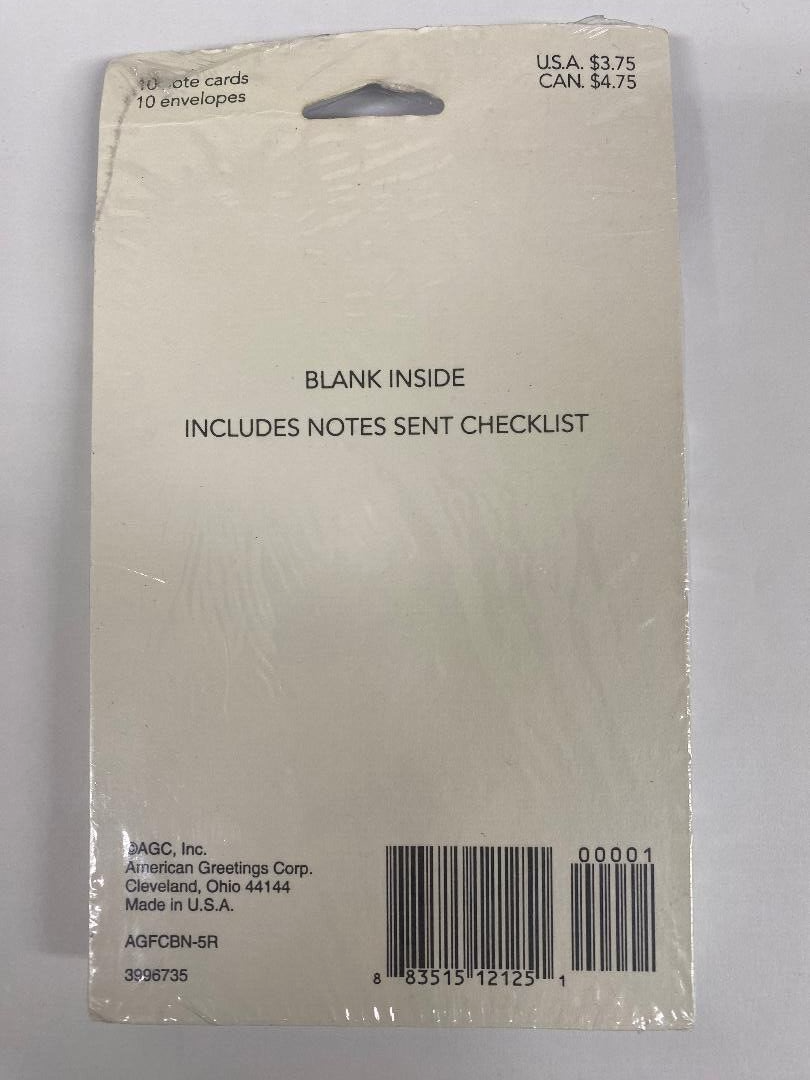 10 note cards
10 envelopes
U.S.A. $3.75
CAN. $4.75
BLANK INSIDE
INCLUDES NOTES SENT CHECKLIST
©AGC, Inc.
American Greetings Corp.
Cleveland, Ohio 44144
Made in U.S.A.
AGFCBN-5R
3996735
8 83515 12125 1
00001